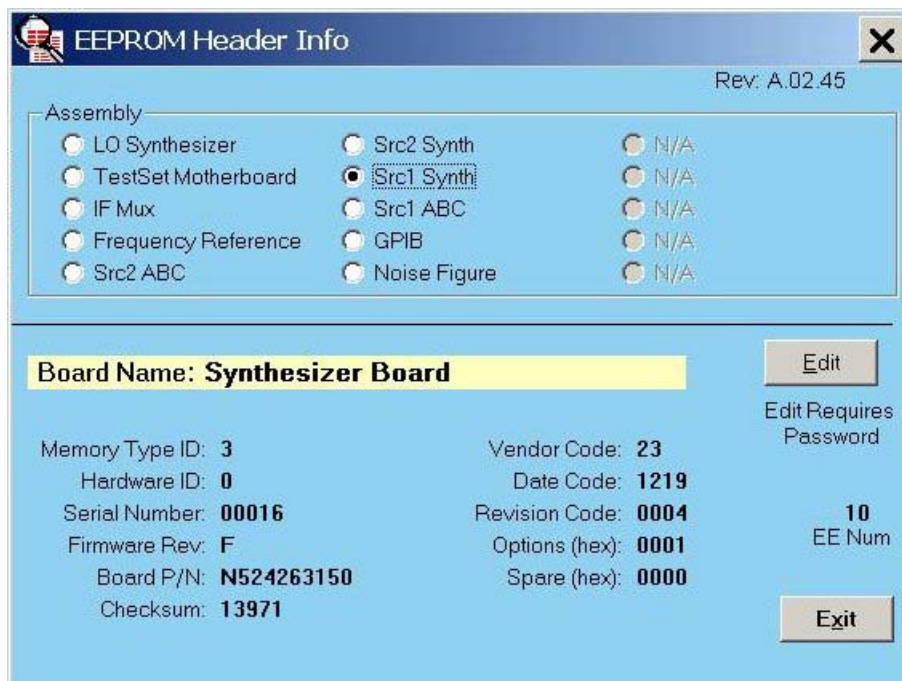 EEPROM Header Info
Rev: A.02.45
Assembly
LO Synthesizer
TestSet Motherboard
IF Mux
Frequency Reference
Src2 ABC
Src2 Synth
Src1 Synth
Src1 ABC
GPIB
Noise Figure
N/A
N/A
N/A
N/A
N/A
Board Name: Synthesizer Board
Edit
Edit Requires
Password
Memory Type ID: 3
Hardware ID: 0
Serial Number: 00016
Firmware Rev: F
Board P/N: N524263150
Checksum: 13971
Vendor Code: 23
Date Code: 1219
Revision Code: 0004
Options (hex): 0001
Spare (hex): 0000
10
EE Num
Exit